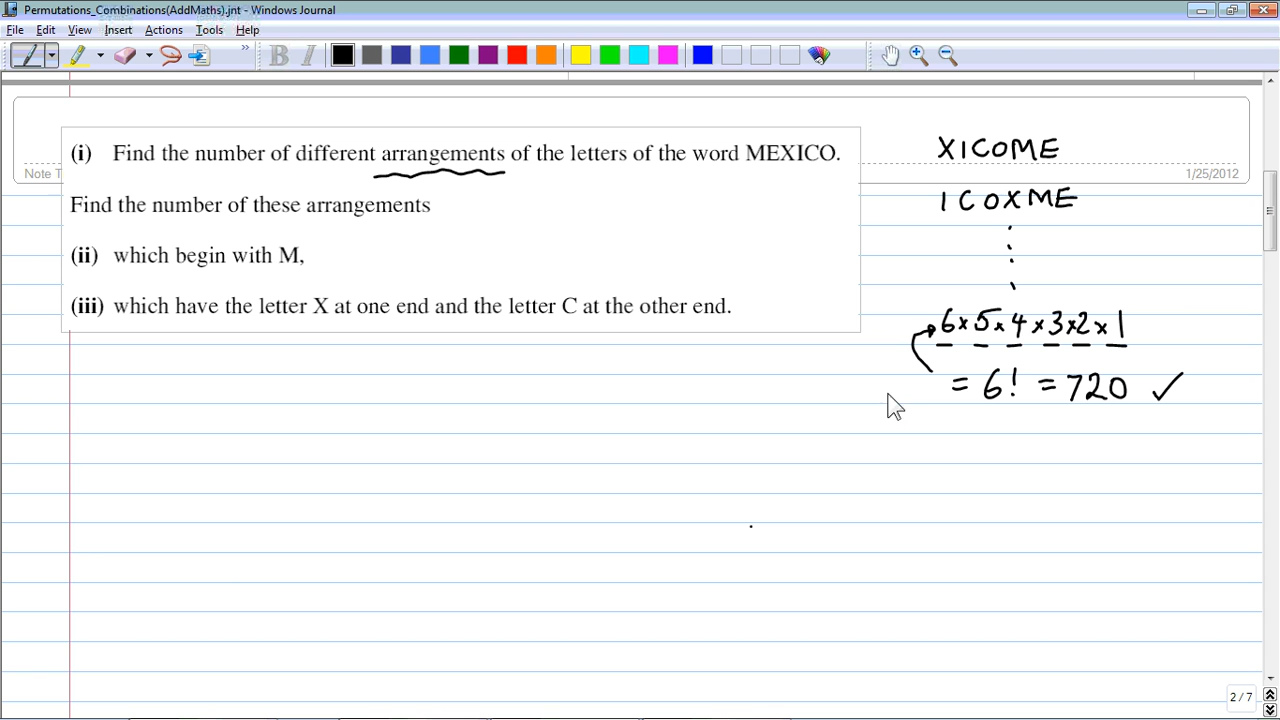 Permutations_Combinations(AddMaths).jnt - Windows Journal
File Edit View Insert Actions Tools Help
(i) Find the number of different arrangements of the letters of the word MEXICO.
Note T
1/25/2012
Find the number of these arrangements
(ii) which begin with M,
(iii) which have the letter X at one end and the letter C at the other end.
XICOME
ICOXME
6×5×4×3×2×1
= 6! = 720 ✓
2 / 7